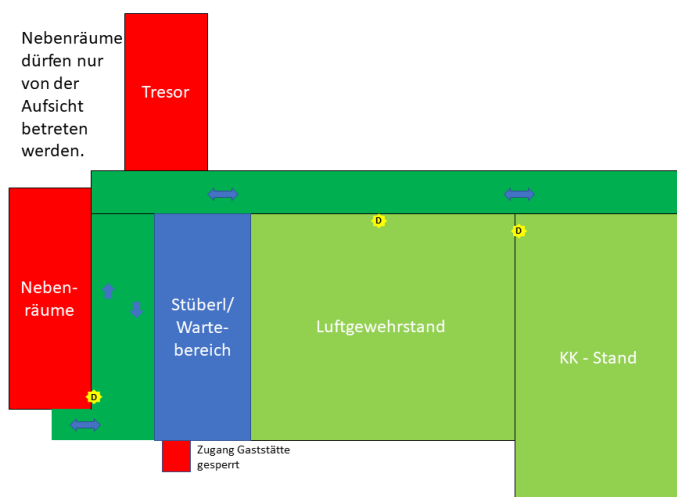 Nebenräume
dürfen nur
von der
Aufsicht
betreten
werden.
Tresor
D
D
Neben-
räume
Stüberl/
Warte-
bereich
Luftgewehrstand
KK - Stand
D
Zugang Gaststätte
gesperrt